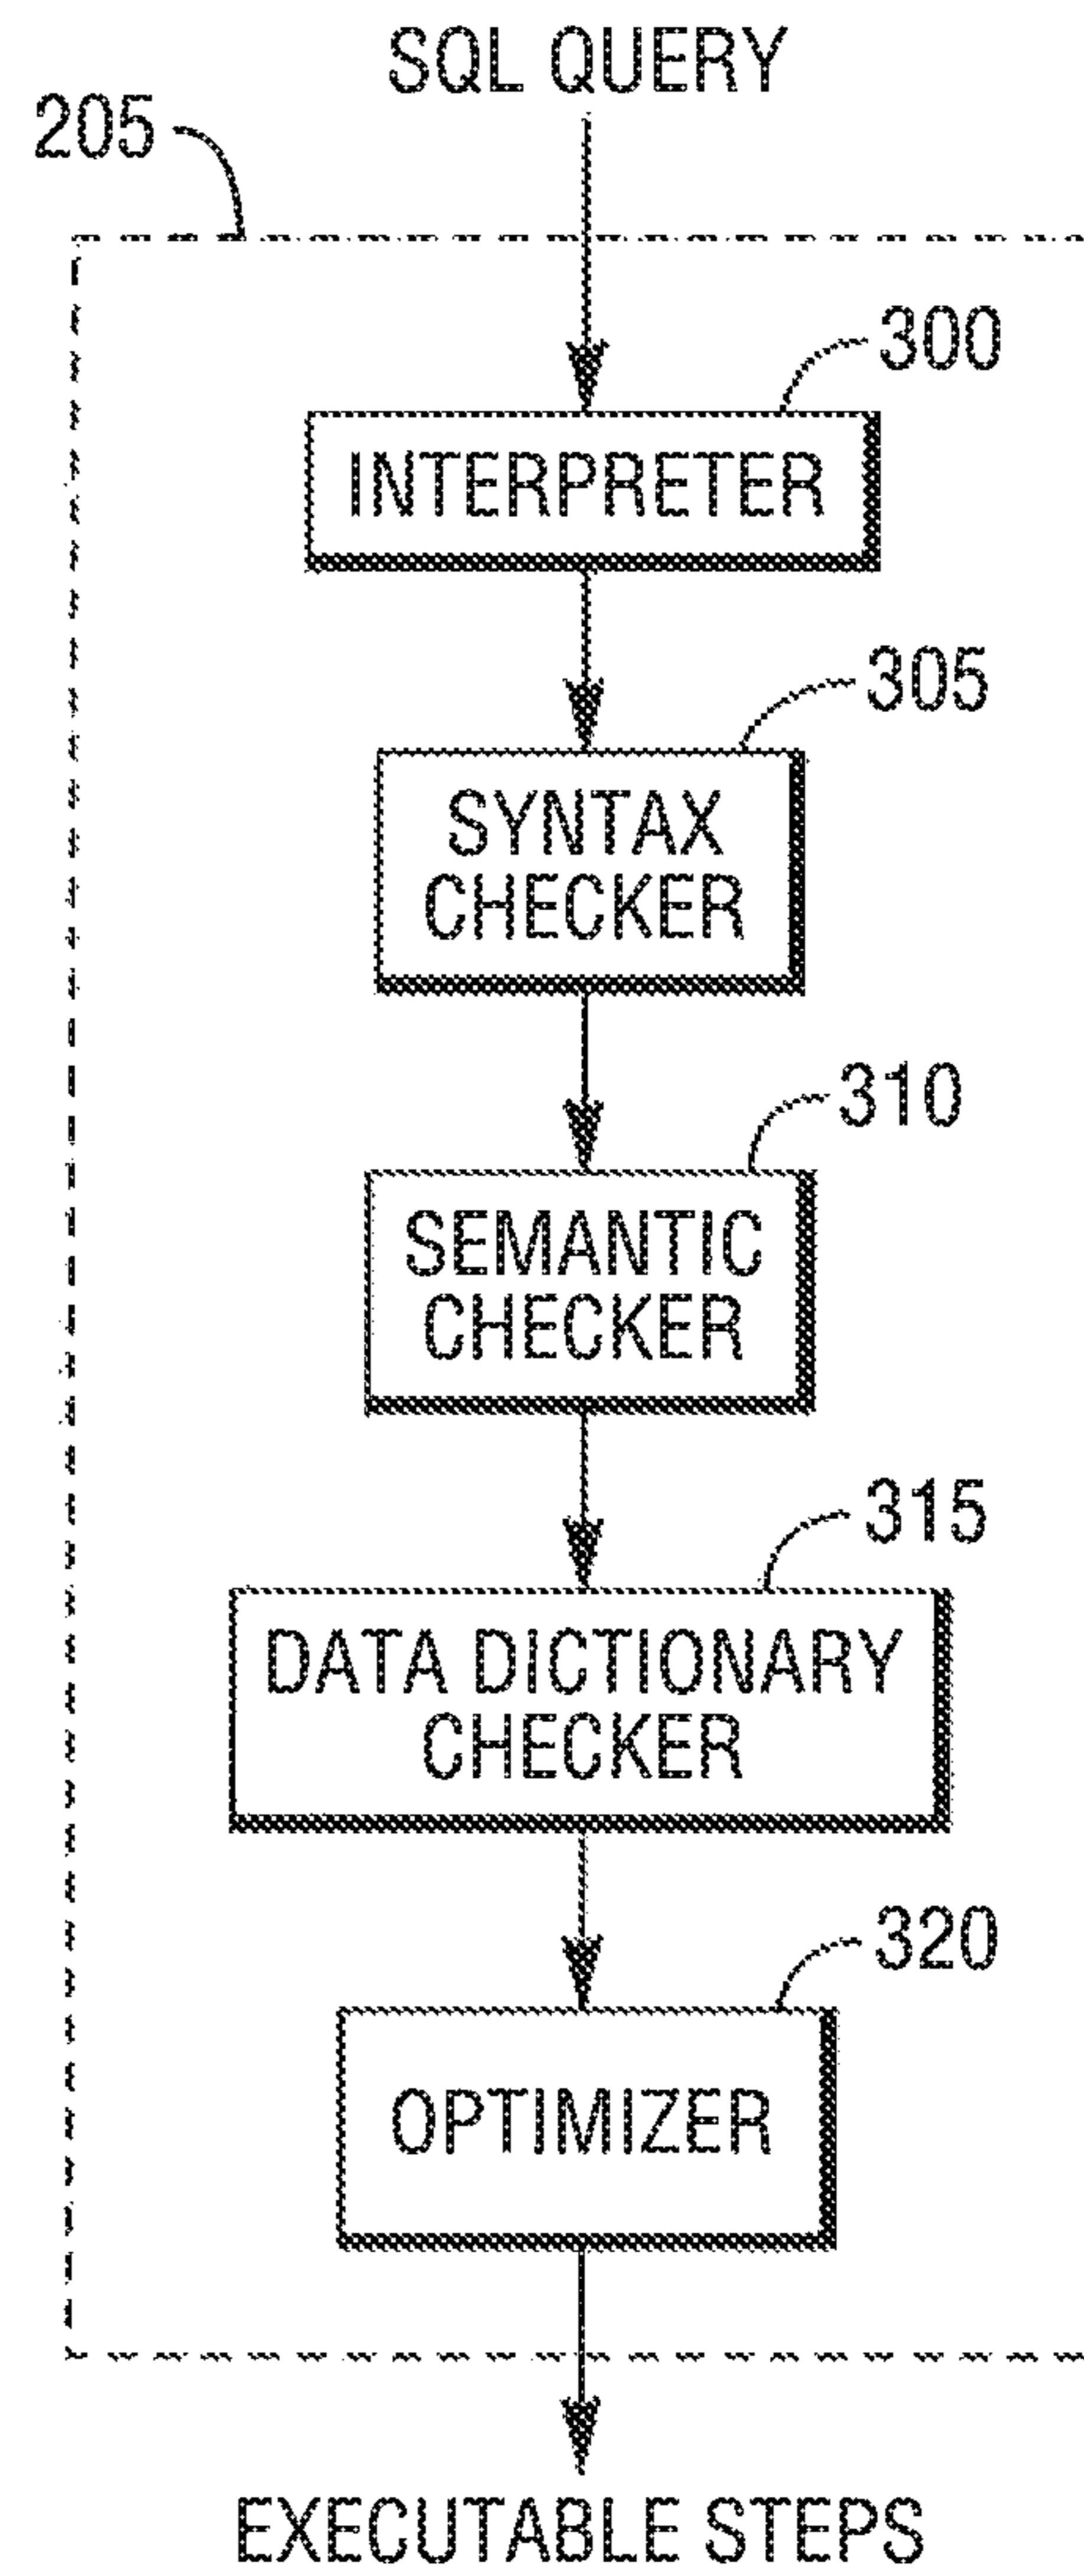 SQL QUERY
205
300
INTERPRETER
305
SYNTAX
CHECKER
310
SEMANTIC
CHECKER
315
DATA DICTIONARY
CHECKER
320
OPTIMIZER
EXECUTABLE STEPS